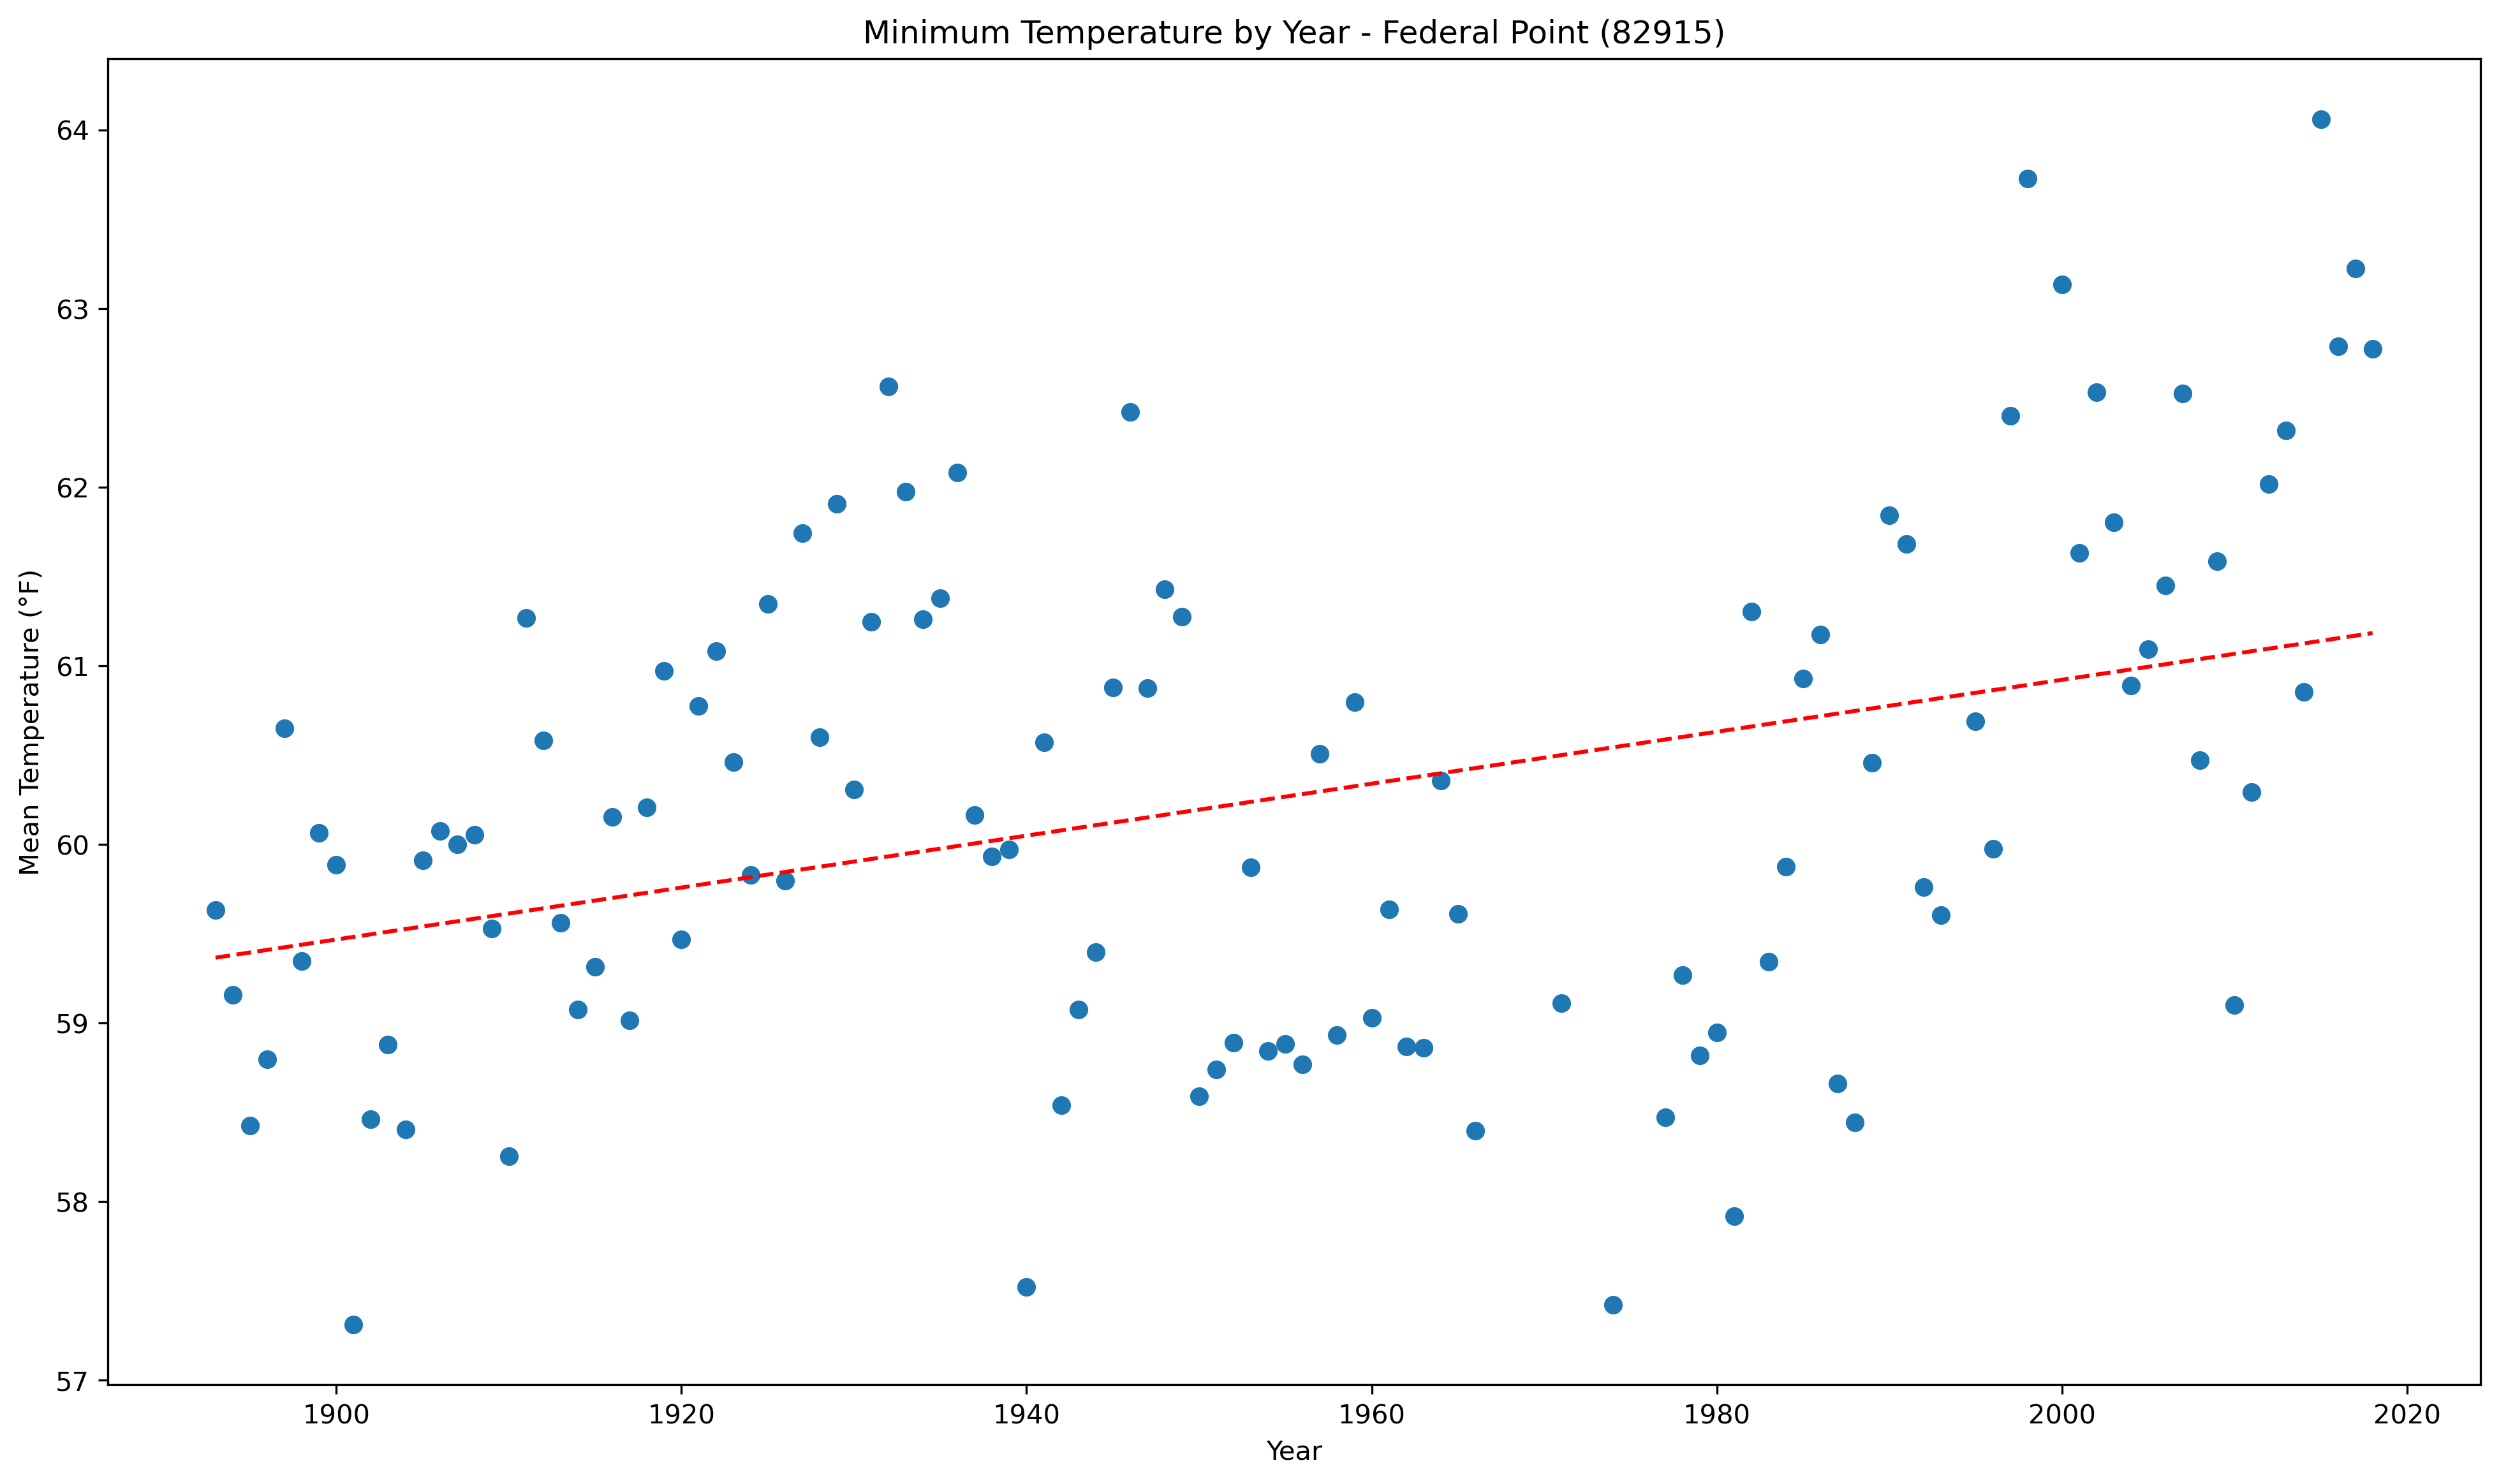 Minimum Temperature by Year - Federal Point (82915)
Mean Temperature (°F)
64
63
62
61
60
59
58
57
1900 1920 1940 1960 1980 2000 2020
Year